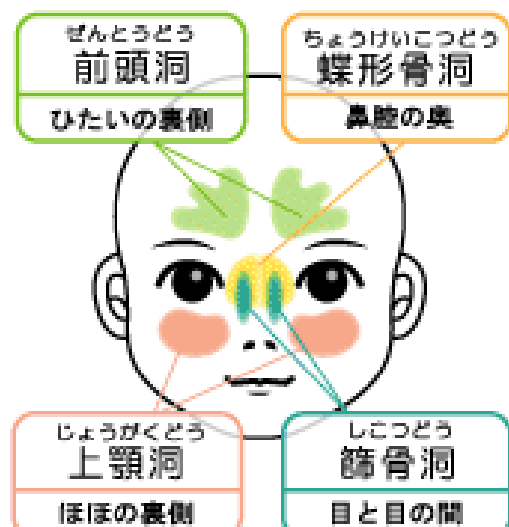 ぜんとうどう
前頭洞
ひたいの裏側
ちょうけいこつどう
蝶形骨洞
鼻腔の奥
じょうがくどう
上顎洞
ほほの裏側
しこつどう
篩骨洞
目と目の間